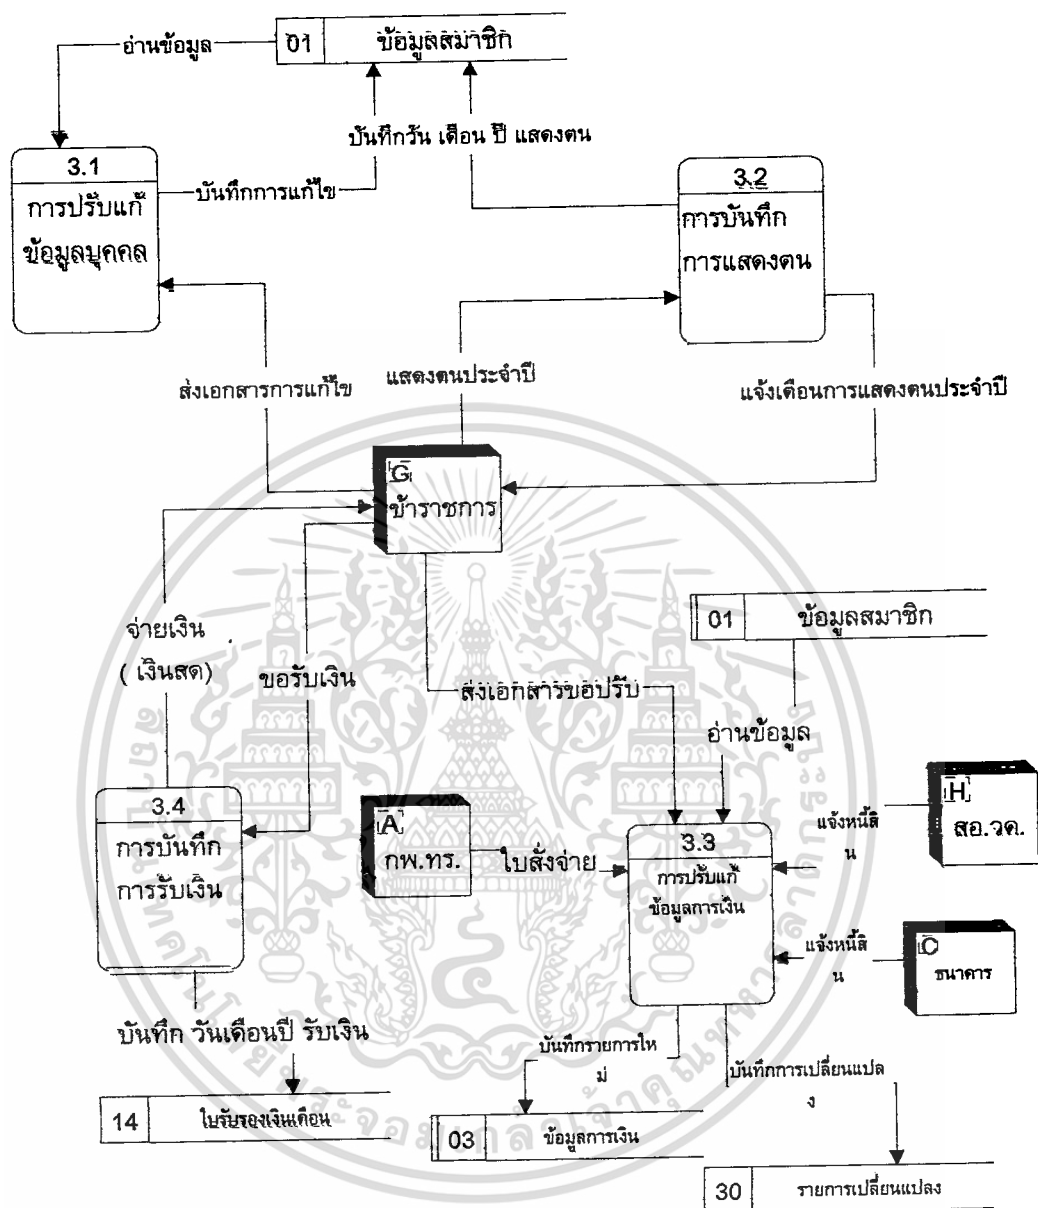 อ่านข้อมูล
01 ข้อมูลสมาชิก
บันทึกวัน เดือน ปี แสดงตน
3.1
การปรับแก้
ข้อมูลบุคคล
บันทึกการแก้ไข
3.2
การบันทึก
การแสดงตน
ส่งเอกสารการแก้ไข
แสดงตนประจำปี
แจ้งเตือนการแสดงตนประจำปี
G
ข้าราชการ
จ่ายเงิน
( เงินสด)
ขอรับเงิน
ส่งเอกสารขอปรับ
01 ข้อมูลสมาชิก
อ่านข้อมูล
3.4
การบันทึก
การรับเงิน
A
กพ.ทร.
ใบสั่งจ่าย
3.3
การปรับแก้
ข้อมูลการเงิน
แจ้งหนี้สิ
น
H
สอ.วด.
แจ้งหนี้สิ
น
C
ธนาคาร
บันทึก วันเดือนปี รับเงิน
บันทึกรายการให
ม่
บันทึกการเปลี่ยนแปล
ง
14 ใบรับรองเงินเดือน
03 ข้อมูลการเงิน
30 รายการเปลี่ยนแปลง